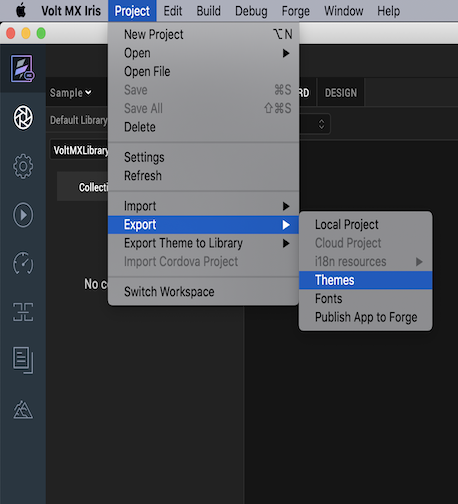 Volt MX Iris Project Edit Build Debug Forge Window Help
New Project ⌥N
Open
Open File
Save ⌘S
Save All ⇧⌘S
Delete
Settings
Refresh
Import
Export
Export Theme to Library
Import Cordova Project
Switch Workspace
Local Project
Cloud Project
i18n resources
Themes
Fonts
Publish App to Forge
Sample
RD DESIGN
Default Library
VoltMXLibrary
Collecti
No c